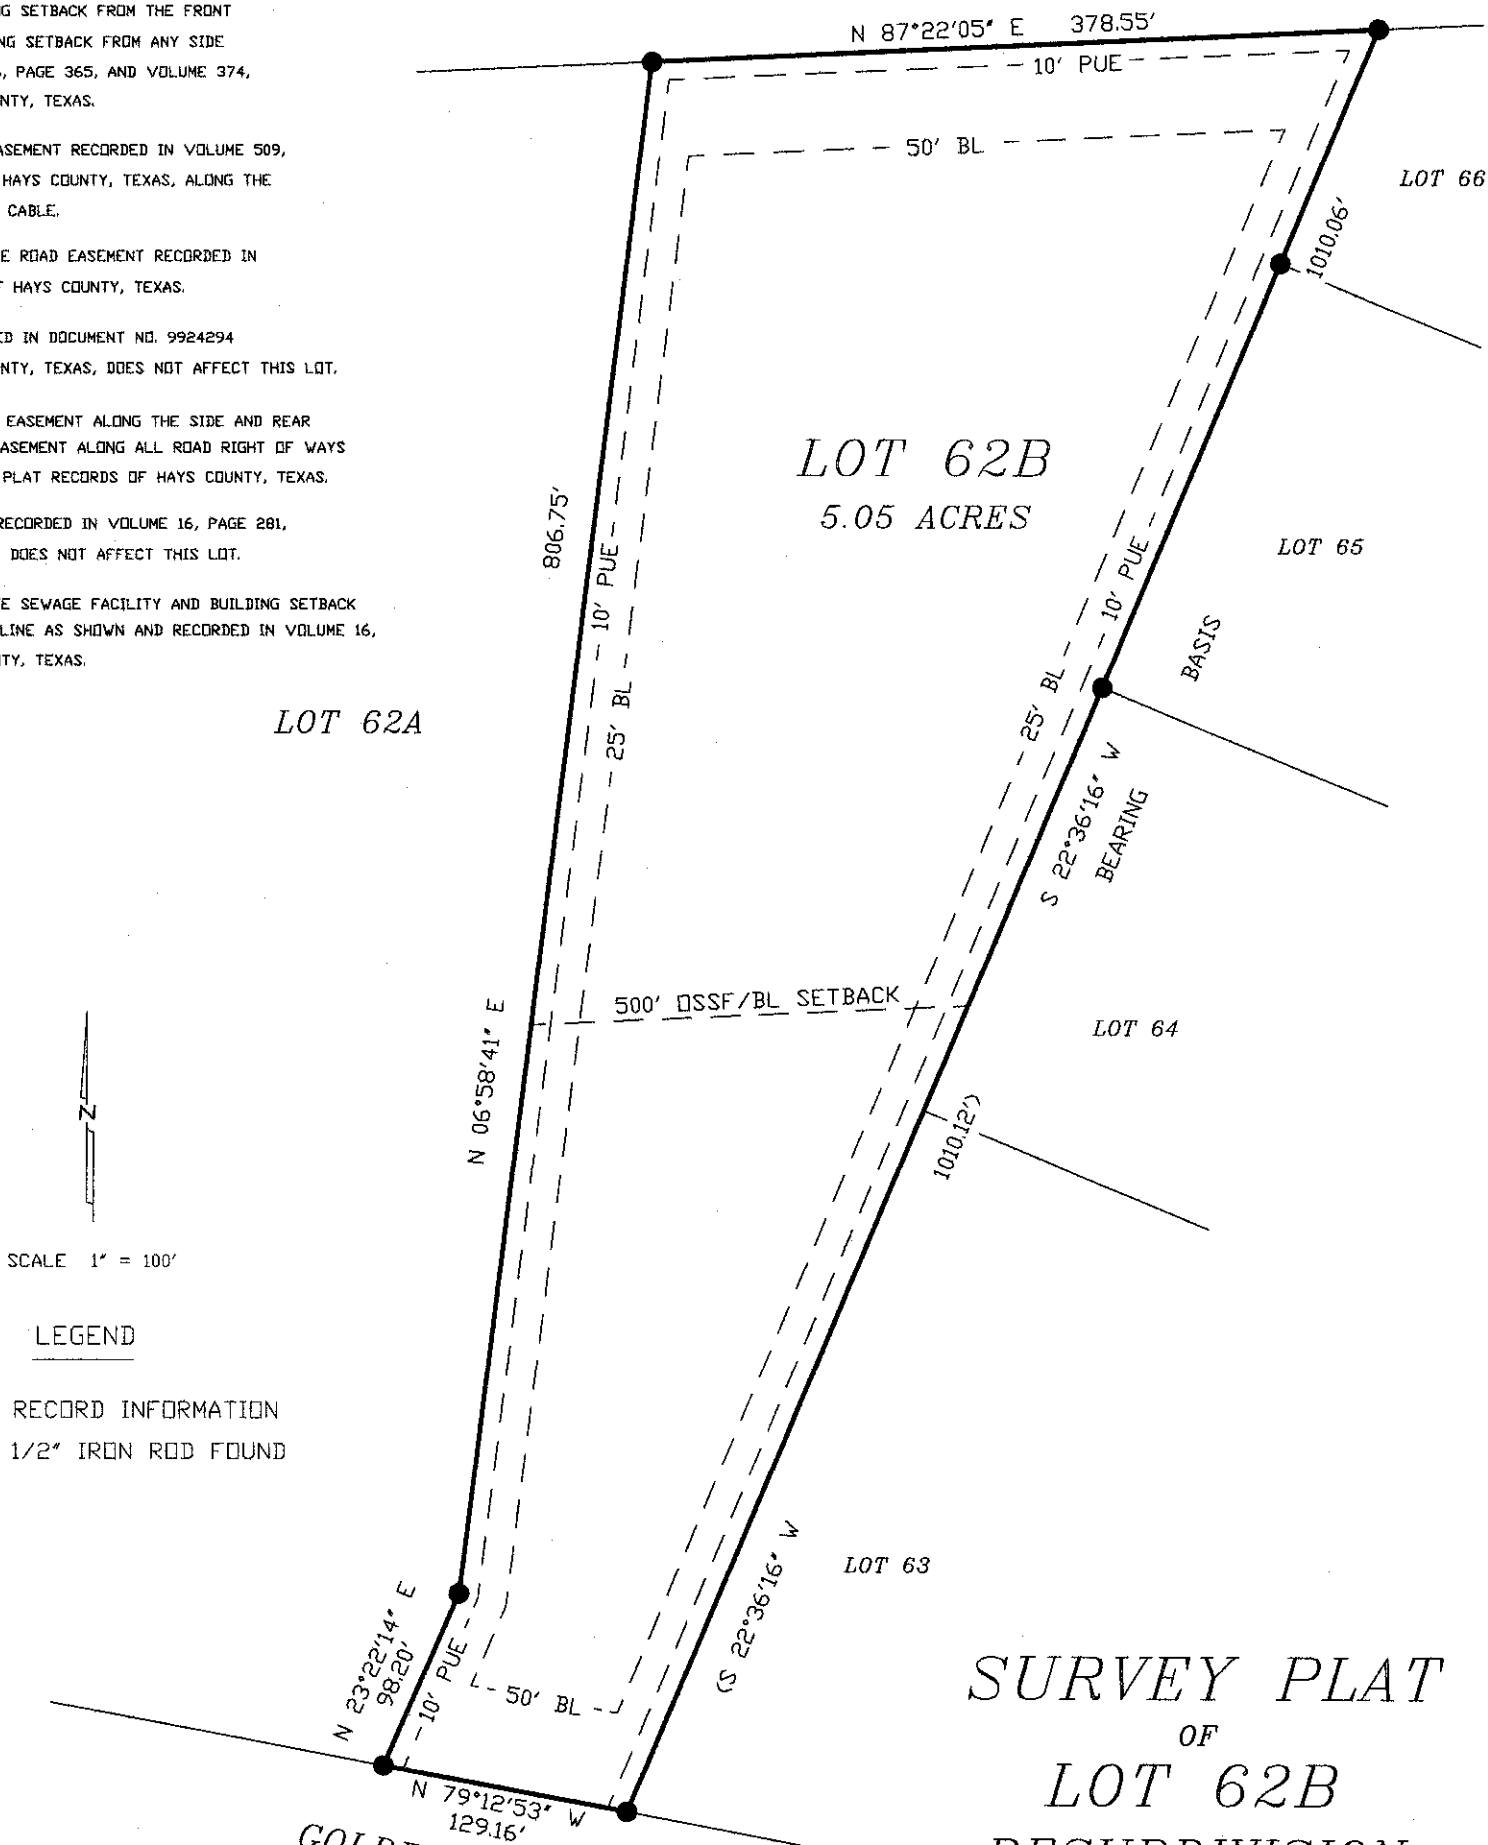 SETBACK FROM THE FRONT
SETBACK FROM ANY SIDE
PAGE 365, AND VOLUME 374,
TEXAS.
RECORDED IN VOLUME 509,
HAYS COUNTY, TEXAS, ALONG THE
CABLE.
ROAD EASEMENT RECORDED IN
HAYS COUNTY, TEXAS.
IN DOCUMENT NO. 9924294
TEXAS, DOES NOT AFFECT THIS LOT.
EASEMENT ALONG THE SIDE AND REAR
ALONG ALL ROAD RIGHT OF WAYS
PLAT RECORDS OF HAYS COUNTY, TEXAS.
RECORDED IN VOLUME 16, PAGE 281,
DOES NOT AFFECT THIS LOT.
SEWAGE FACILITY AND BUILDING SETBACK
LINE AS SHOWN AND RECORDED IN VOLUME 16,
TEXAS.
N 87°22'05" E 378.55'
10' PUE
50' BL
LOT 66
1010.06'
LOT 62B
5.05 ACRES
806.75'
10' PUE
25' BL
10' PUE
25' BL
LOT 65
BASIS
LOT 62A
S 22°36'16" W
BEARING
500' OSSF/BL SETBACK
N 06°58'41" E
LOT 64
1010.12')
N
SCALE 1" = 100'
LEGEND
RECORD INFORMATION
1/2" IRON ROD FOUND
LOT 63
(S 22°36'16" W
N 23°22'14" E
98.20'
10' PUE
50' BL
N 79°12'53" W
129.16'
SURVEY PLAT
OF
LOT 62B
RESUBDIVISION